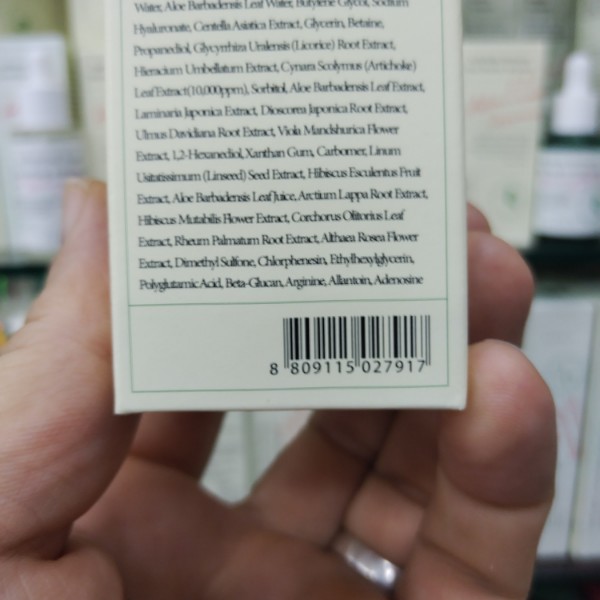 Water, Aloe Barbadensis Leaf Water, Butylene Glycol, Sodium
Hyaluronate, Centella Asiatica Extract, Glycerin, Betaine,
Propanediol, Glycyrrhiza Uralensis (Licorice) Root Extract,
Hieracium Umbellatum Extract, Cynara Scolymus (Artichoke)
Leaf Extract(10,000ppm), Sorbitol, Aloe Barbadensis Leaf Extract,
Laminaria Japonica Extract, Dioscorea Japonica Root Extract,
Ulmus Davidiana Root Extract, Viola Mandshurica Flower
Extract, 1,2-Hexanediol, Xanthan Gum, Carbomer, Linum
Usitatissimum (Linseed) Seed Extract, Hibiscus Esculentus Fruit
Extract, Aloe Barbadensis Leaf Juice, Arctium Lappa Root Extract,
Hibiscus Mutabilis Flower Extract, Corchorus Olitorius Leaf
Extract, Rheum Palmatum Root Extract, Althaea Rosea Flower
Extract, Dimethyl Sulfone, Chlorphenesin, Ethylhexylglycerin,
Polyglutamic Acid, Beta-Glucan, Arginine, Allantoin, Adenosine
8 809115 027917